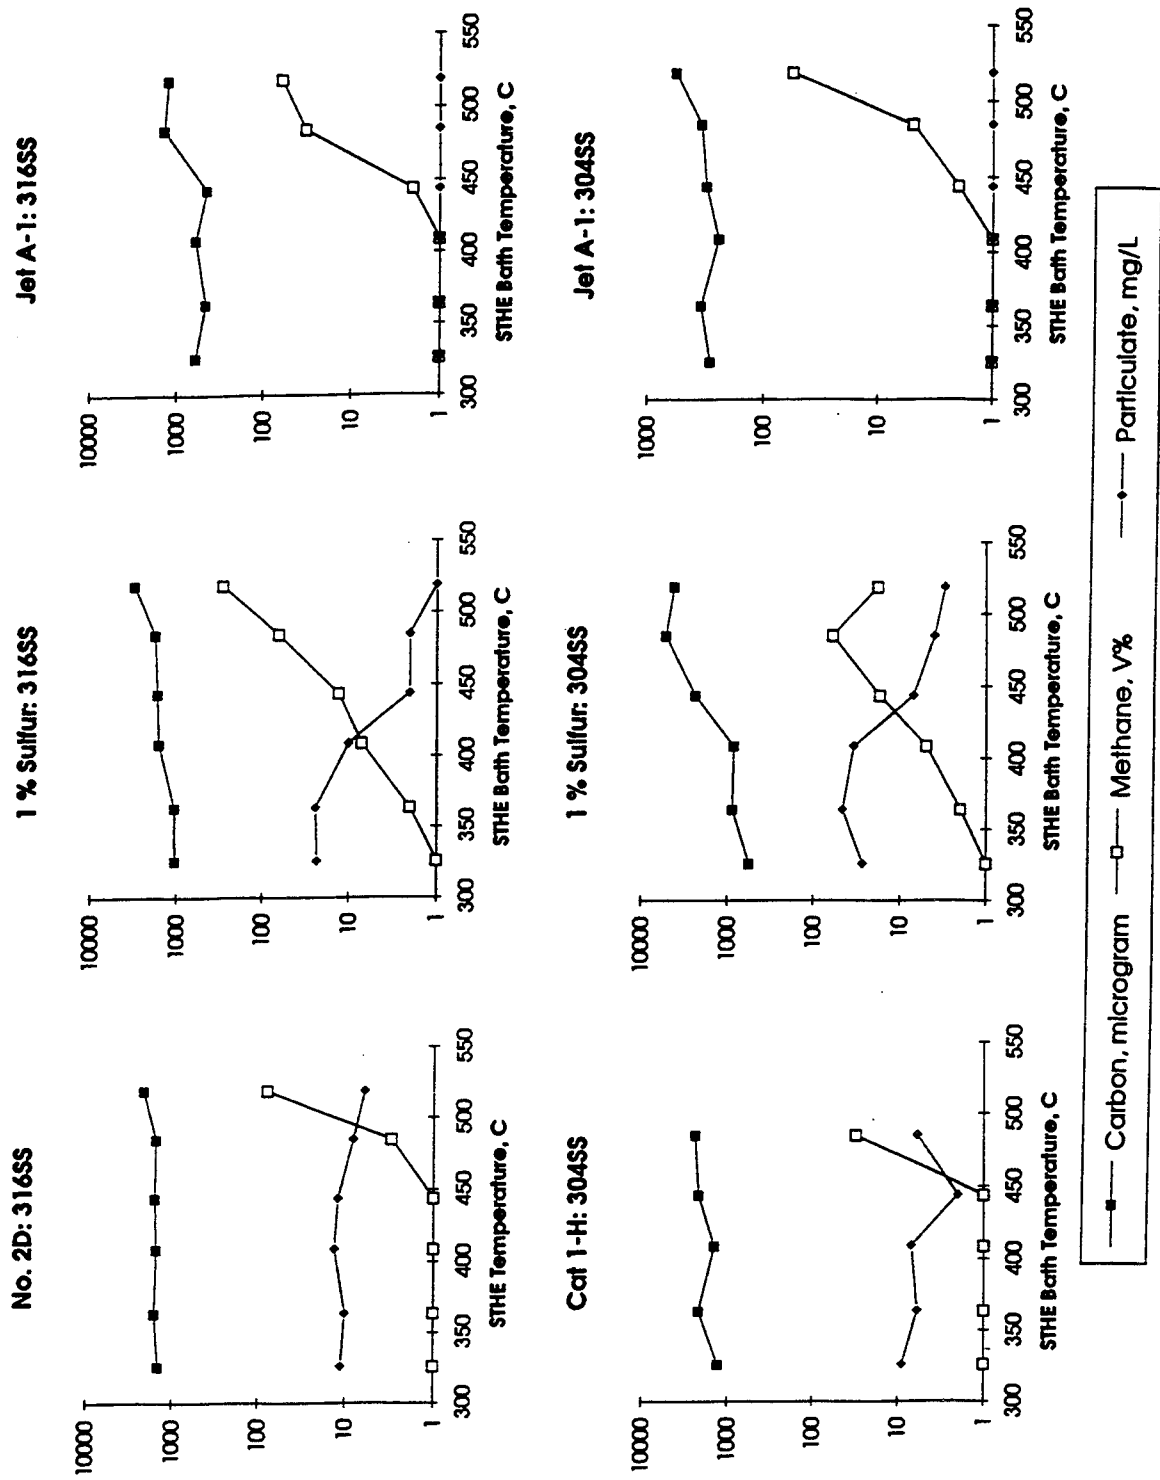 No. 2D: 316SS
10000
1000
100
10
1
300 350 400 450 500 550
STHE Temperature, C
1 % Sulfur: 316SS
10000
1000
100
10
1
300 350 400 450 500 550
STHE Bath Temperature, C
Jet A-1: 316SS
10000
1000
100
10
1
300 350 400 450 500 550
STHE Bath Temperature, C
Cat 1-H: 304SS
10000
1000
100
10
1
300 350 400 450 500 550
STHE Bath Temperature, C
1 % Sulfur: 304SS
10000
1000
100
10
1
300 350 400 450 500 550
STHE Bath Temperature, C
Jet A-1: 304SS
1000
100
10
1
300 350 400 450 500 550
STHE Bath Temperature, C
Carbon, microgram Methane, V% Particulate, mg/L